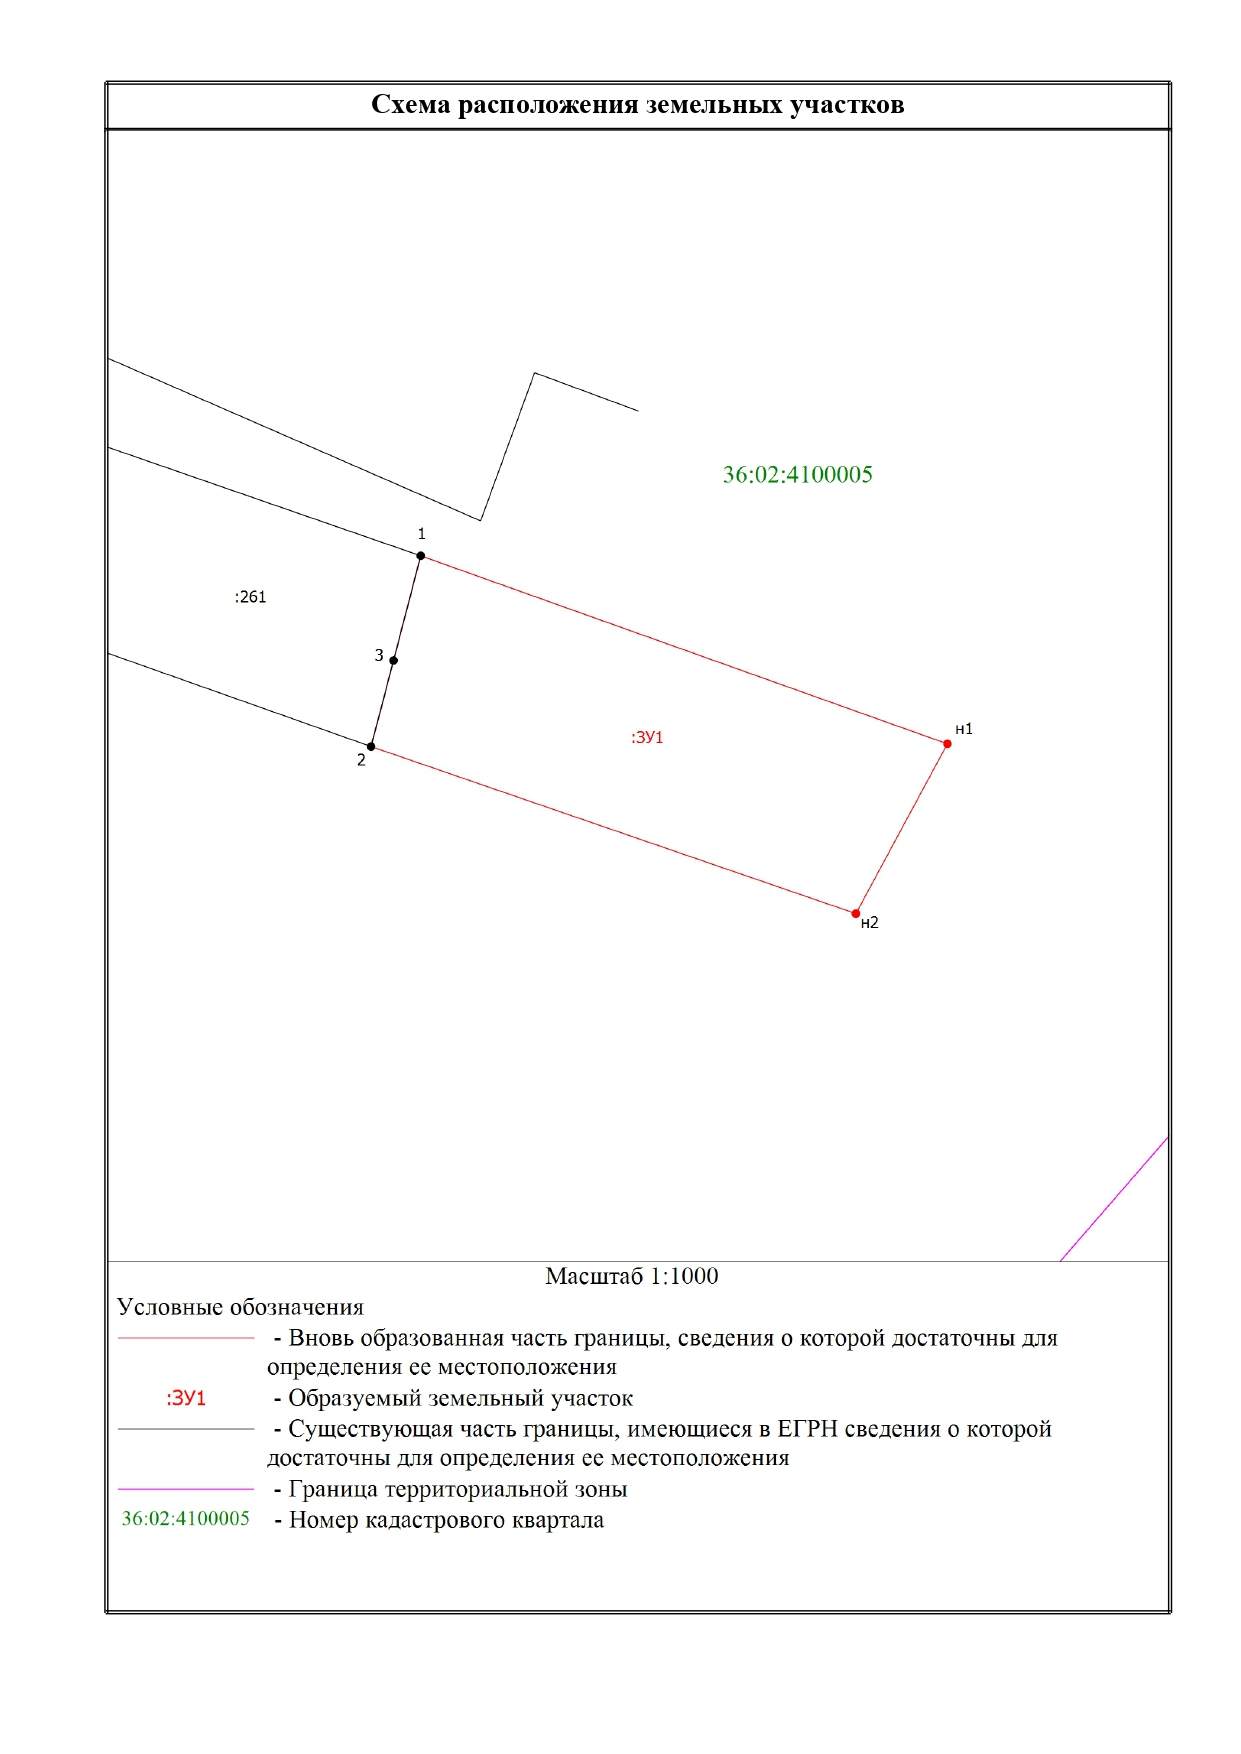 Схема расположения земельных участков
36:02:4100005
1
:261
3
н1
:ЗУ1
2
н2
Масштаб 1:1000
Условные обозначения
- Вновь образованная часть границы, сведения о которой достаточны для
определения ее местоположения
:ЗУ1 - Образуемый земельный участок
- Существующая часть границы, имеющиеся в ЕГРН сведения о которой
достаточны для определения ее местоположения
- Граница территориальной зоны
36:02:4100005 - Номер кадастрового квартала